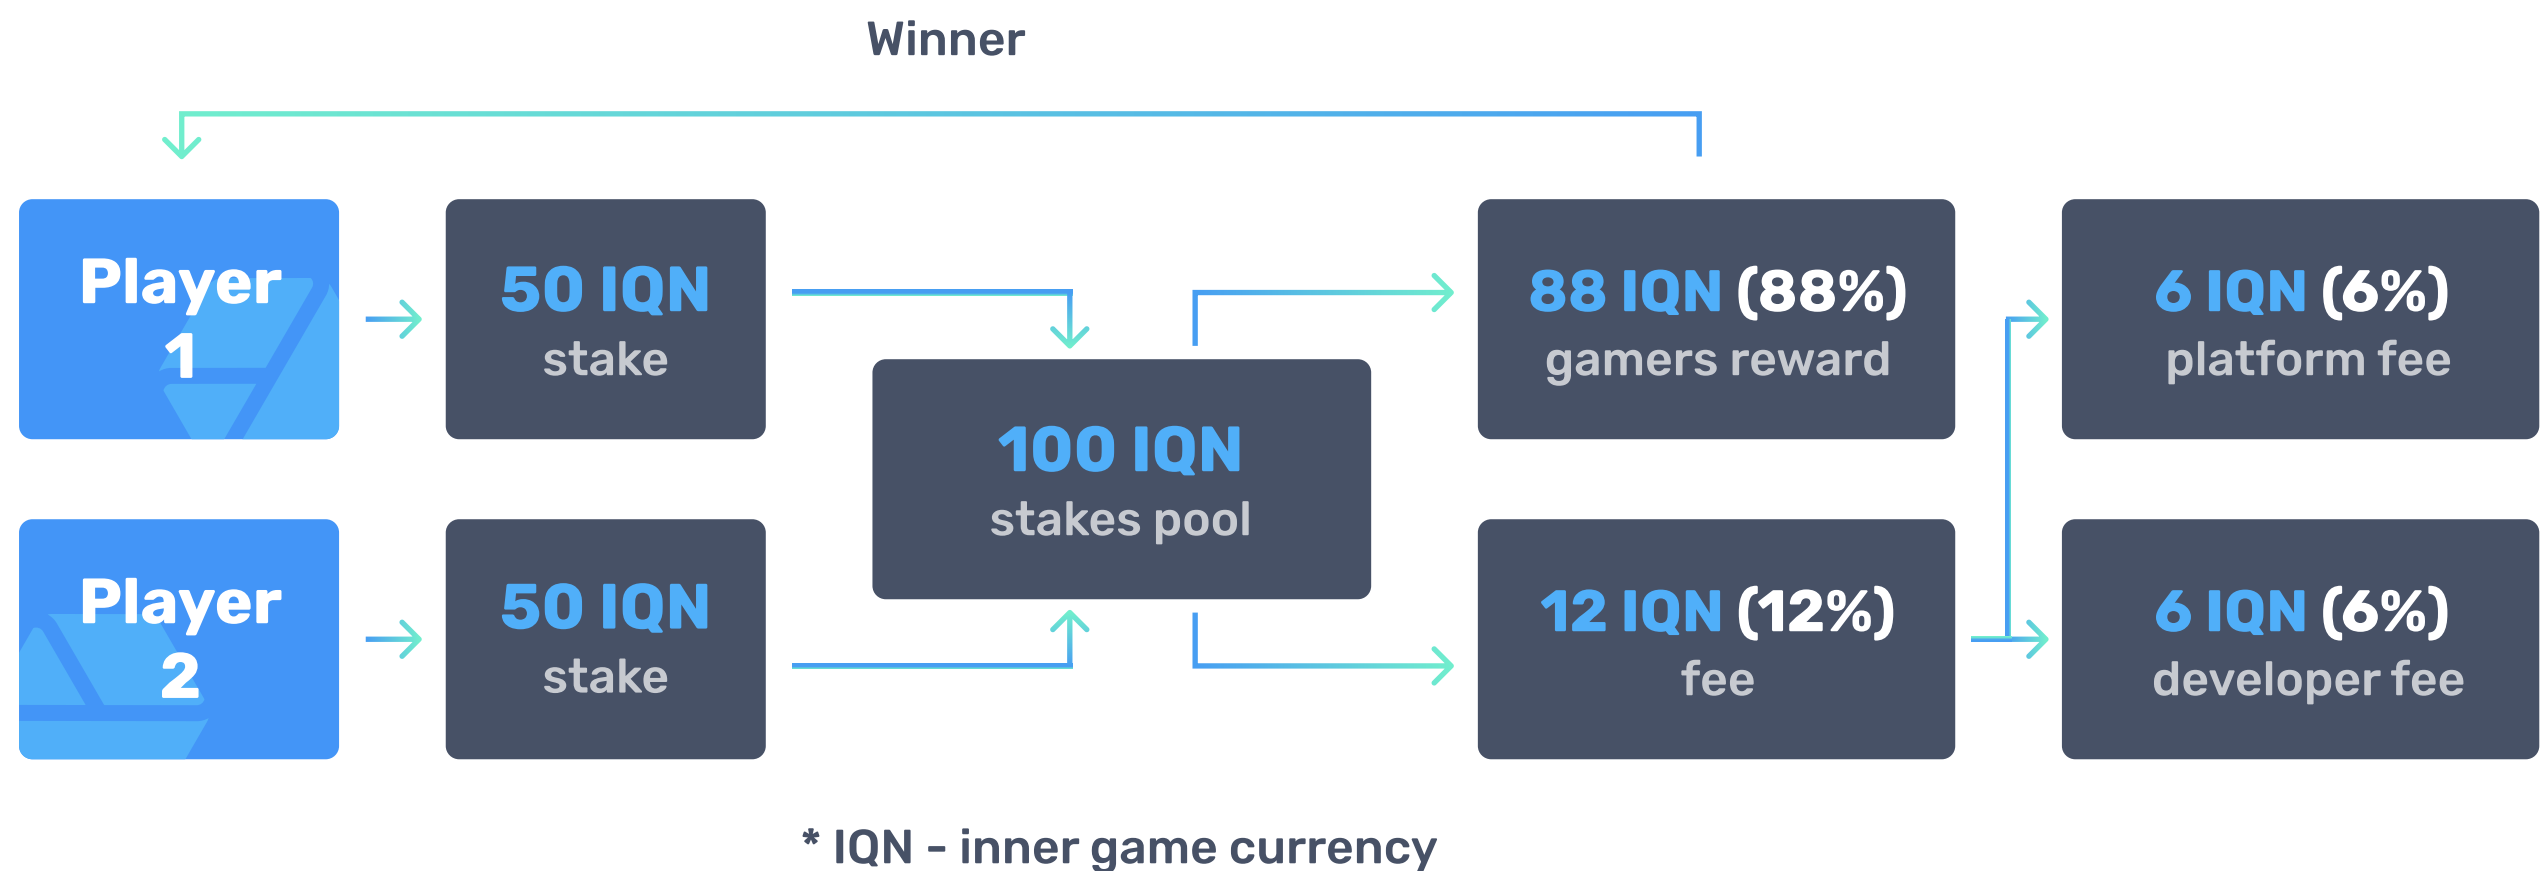 Winner
Player
1
50 IQN
stake
100 IQN
stakes pool
88 IQN (88%)
gamers reward
6 IQN (6%)
platform fee
Player
2
50 IQN
stake
12 IQN (12%)
fee
6 IQN (6%)
developer fee
* IQN - inner game currency